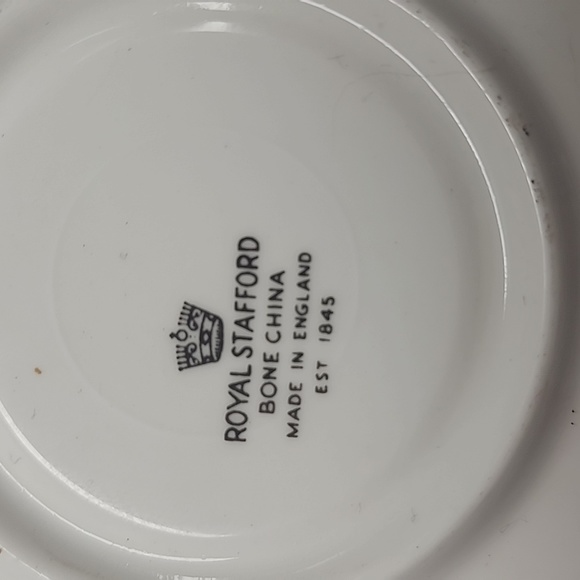 ROYAL STAFFORD
BONE CHINA
MADE IN ENGLAND
EST 1845